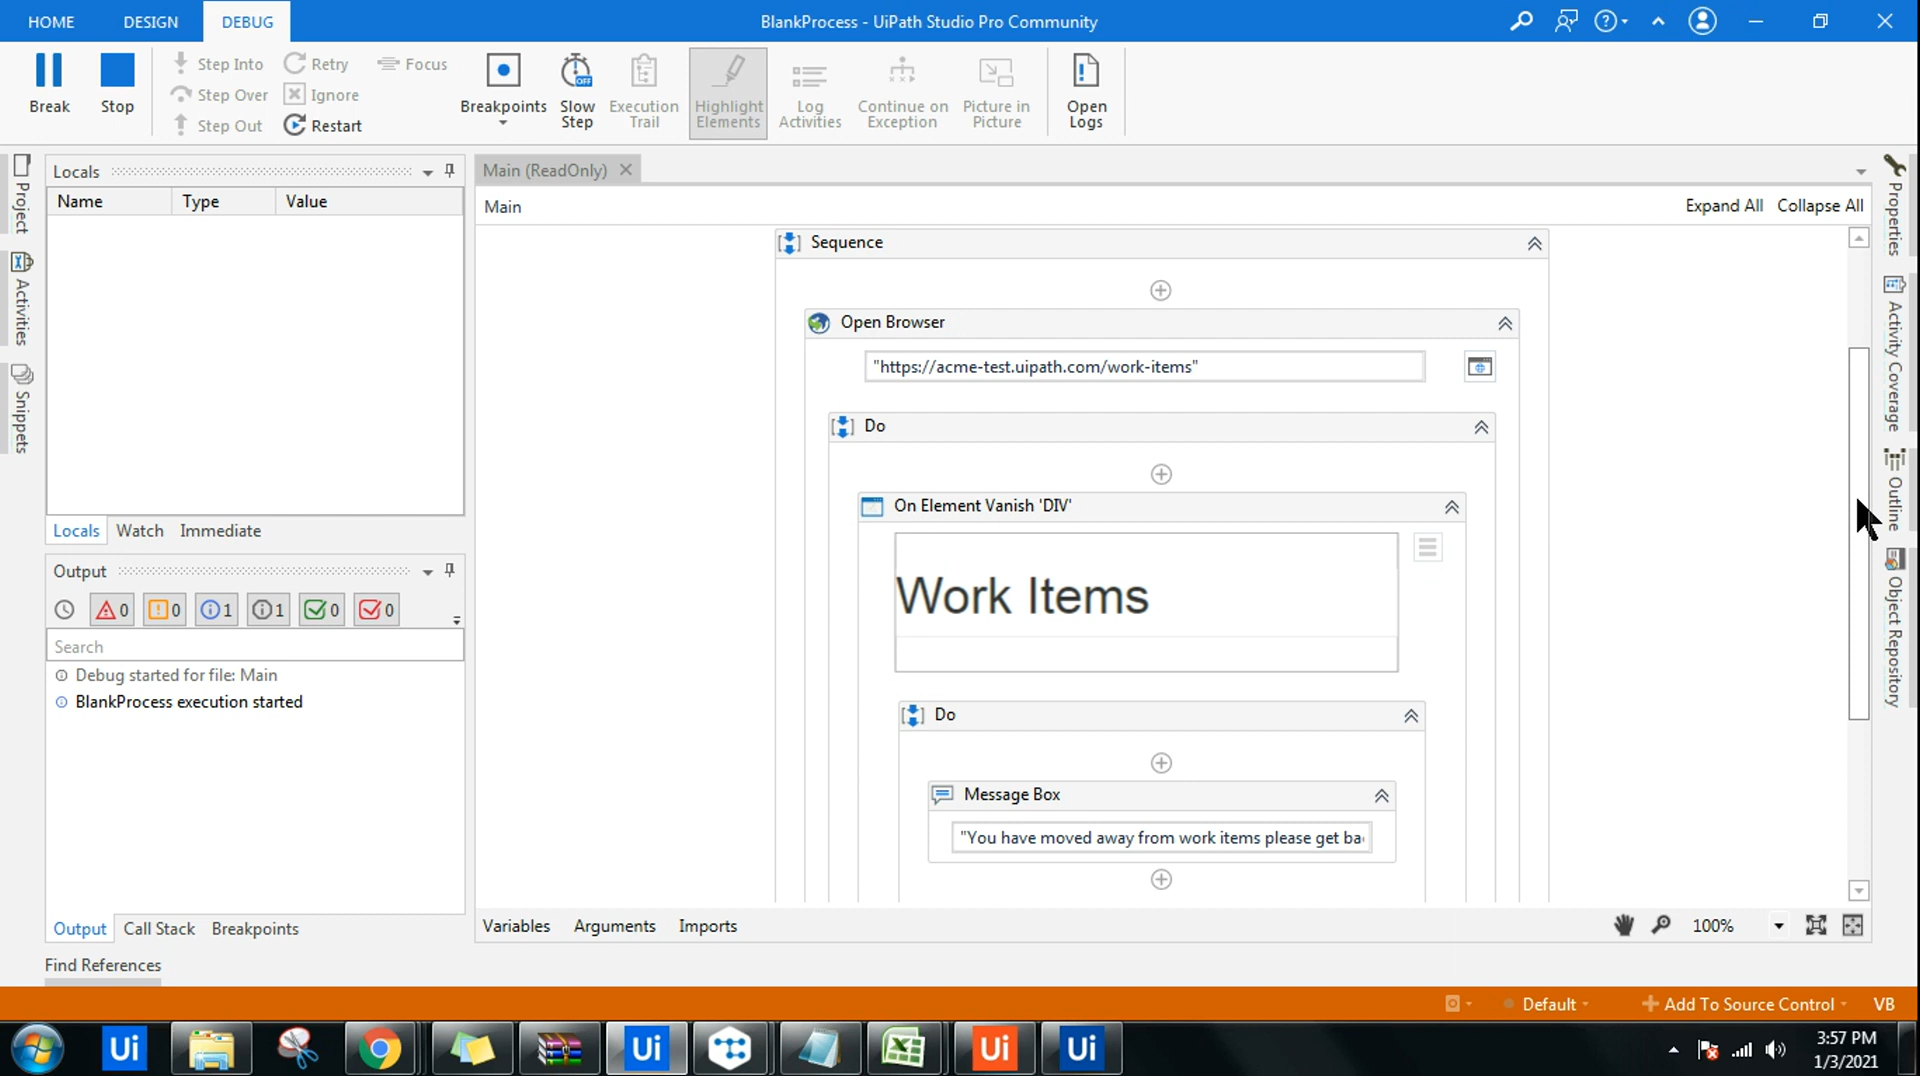 HOME DESIGN DEBUG BlankProcess - UiPath Studio Pro Community
Break Stop
Step Into Retry Focus
Step Over Ignore
Step Out Restart
Breakpoints
Slow Step
OFF
Execution Trail
Highlight Elements
Log Activities
Continue on Exception
Picture in Picture
Open Logs
Project
Activities
Snippets
Locals
Name Type Value
Locals Watch Immediate
Output
0 0 1 1 0 0
Search
Debug started for file: Main
BlankProcess execution started
Output Call Stack Breakpoints
Find References
Main (ReadOnly)
Main Expand All Collapse All
Sequence
Open Browser
"https://acme-test.uipath.com/work-items"
Do
On Element Vanish 'DIV'
Work Items
Do
Message Box
"You have moved away from work items please get ba
Variables Arguments Imports 100%
Properties
Activity Coverage
Outline
Object Repository
Default Add To Source Control VB
Ui Ui Ui Ui
3:57 PM
1/3/2021